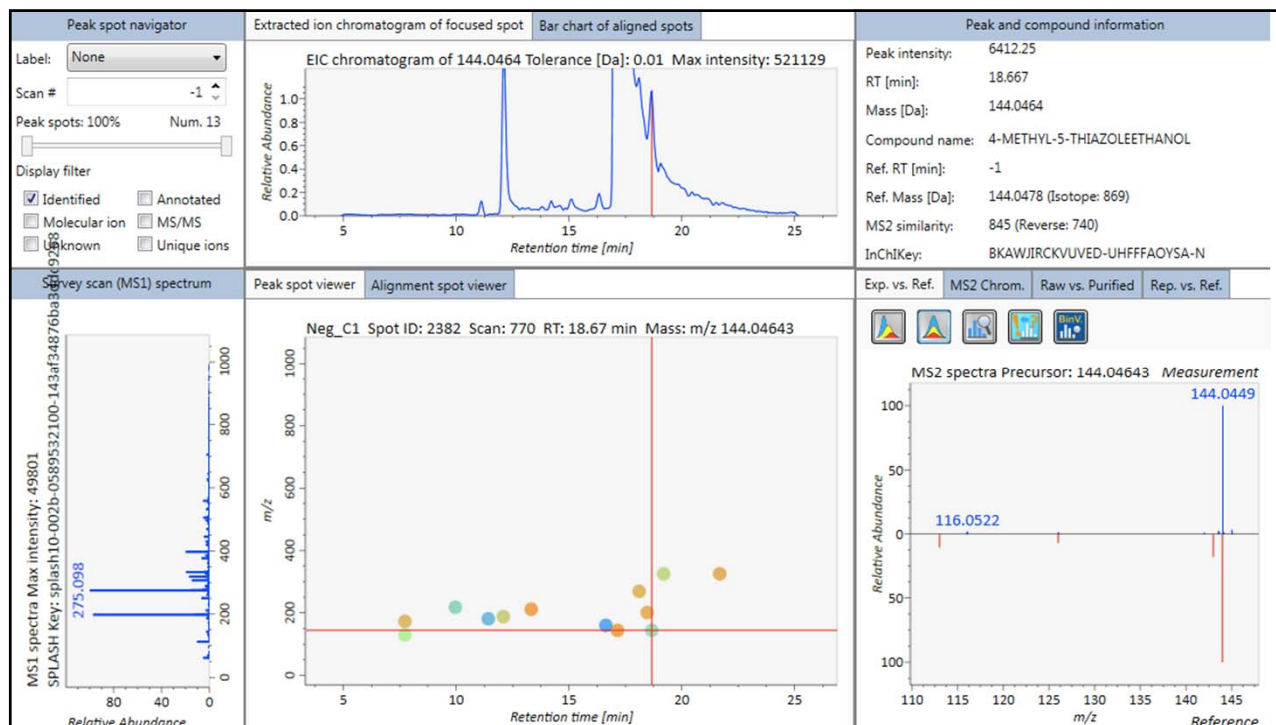 Peak spot navigator
Label: None
Scan # -1
Peak spots: 100% Num. 13
Display filter
Identified Annotated
Molecular ion MS/MS
Unknown Unique ions
Extracted ion chromatogram of focused spot Bar chart of aligned spots
EIC chromatogram of 144.0464 Tolerance [Da]: 0.01 Max intensity: 521129
Relative Abundance
1.0
0.8
0.6
0.4
0.2
0.0
5 10 15 20 25
Retention time [min]
Peak and compound information
Peak intensity: 6412.25
RT [min]: 18.667
Mass [Da]: 144.0464
Compound name: 4-METHYL-5-THIAZOLEETHANOL
Ref. RT [min]: -1
Ref. Mass [Da]: 144.0478 (Isotope: 869)
MS2 similarity: 845 (Reverse: 740)
InChIKey: BKAWJIRCKVUVED-UHFFFAOYSA-N
Survey scan (MS1) spectrum
MS1 spectra Max intensity: 49801
275.098
1000
800
600
400
200
0
80 40 0
Relative Abundance
Peak spot viewer Alignment spot viewer
Neg_C1 Spot ID: 2382 Scan: 770 RT: 18.67 min Mass: m/z 144.04643
m/z
1000
800
600
400
200
0
5 10 15 20 25
Retention time [min]
Exp. vs. Ref. MS2 Chrom. Raw vs. Purified Rep. vs. Ref.
BinV.
MS2 spectra Precursor: 144.04643 Measurement
144.0449
116.0522
Relative Abundance
100
50
0
50
100
110 115 120 125 130 135 140 145
m/z
Reference